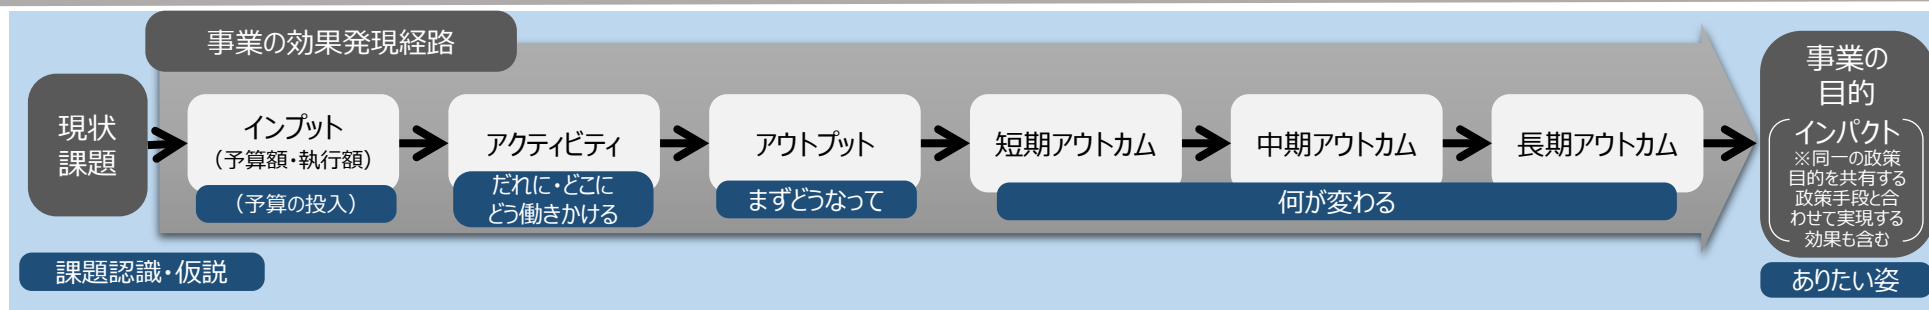 事業の効果発現経路
現状
課題
インプット
（予算額・執行額）
（予算の投入）
アクティビティ
だれに・どこに
どう働きかける
アウトプット
まずどうなって
短期アウトカム
中期アウトカム
長期アウトカム
何が変わる
事業の
目的
インパクト
※同一の政策
目的を共有する
政策手段と合
わせて実現する
効果も含む
課題認識・仮説
ありたい姿